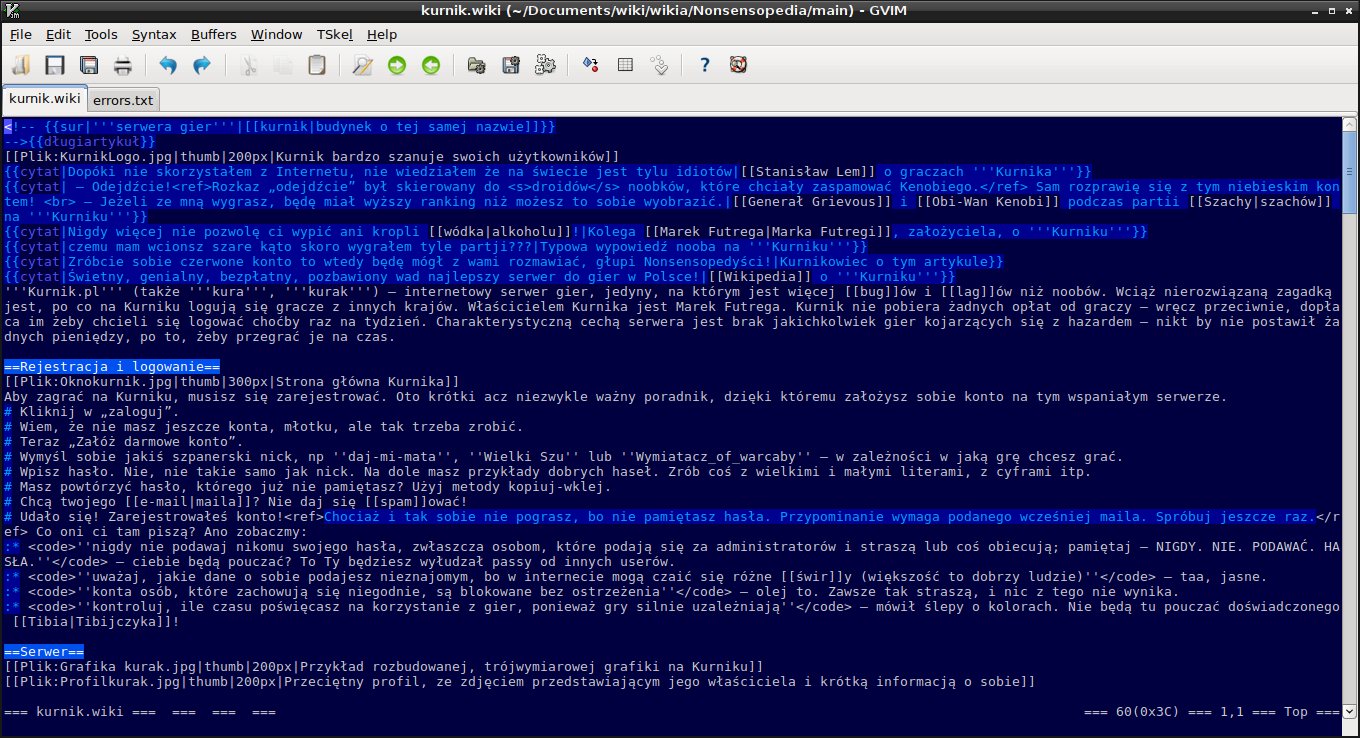 kurnik.wiki (~/Documents/wiki/wikia/Nonsensopedia/main) - GVIM
File Edit Tools Syntax Buffers Window TSkel Help
kurnik.wiki errors.txt
<!-- {{sur|'''serwera gier'''|[[kurnik|budynek o tej samej nazwie]]}}
-->{{długiartykuł}}
[[Plik:KurnikLogo.jpg|thumb|200px|Kurnik bardzo szanuje swoich użytkowników]]
{{cytat|Dopóki nie skorzystałem z Internetu, nie wiedziałem że na świecie jest tylu idiotów|[[Stanisław Lem]] o graczach '''Kurnika'''}}
{{cytat| – Odejdźcie!<ref>Rozkaz „odejdźcie” był skierowany do <s>droidów</s> noobków, które chciały zaspamować Kenobiego.</ref> Sam rozprawię się z tym niebieskim kon
tem! <br> – Jeżeli ze mną wygrasz, będę miał wyższy ranking niż możesz to sobie wyobrazić.|[[Generał Grievous]] i [[Obi-Wan Kenobi]] podczas partii [[Szachy|szachów]]
na '''Kurniku'''}}
{{cytat|Nigdy więcej nie pozwolę ci wypić ani kropli [[wódka|alkoholu]]!|Kolega [[Marek Futrega|Marka Futregi]], założyciela, o '''Kurniku'''}}
{{cytat|czemu mam wcionsz szare kąto skoro wygrałem tyle partji???|Typowa wypowiedź nooba na '''Kurniku'''}}
{{cytat|Zróbcie sobie czerwone konto to wtedy będę mógł z wami rozmawiać, głupi Nonsensopedyści!|Kurnikowiec o tym artykule}}
{{cytat|Świetny, genialny, bezpłatny, pozbawiony wad najlepszy serwer do gier w Polsce!|[[Wikipedia]] o '''Kurniku'''}}
'''Kurnik.pl''' (także '''kura''', '''kurak''') – internetowy serwer gier, jedyny, na którym jest więcej [[bug]]ów i [[lag]]ów niż noobów. Wciąż nierozwiązaną zagadką
jest, po co na Kurniku logują się gracze z innych krajów. Właścicielem Kurnika jest Marek Futrega. Kurnik nie pobiera żadnych opłat od graczy – wręcz przeciwnie, dopła
ca im żeby chcieli się logować choćby raz na tydzień. Charakterystyczną cechą serwera jest brak jakichkolwiek gier kojarzących się z hazardem – nikt by nie postawił ża
dnych pieniędzy, po to, żeby przegrać je na czas.
==Rejestracja i logowanie==
[[Plik:Oknokurnik.jpg|thumb|300px|Strona główna Kurnika]]
Aby zagrać na Kurniku, musisz się zarejestrować. Oto krótki acz niezwykle ważny poradnik, dzięki któremu założysz sobie konto na tym wspaniałym serwerze.
# Kliknij w „zaloguj”.
# Wiem, że nie masz jeszcze konta, młotku, ale tak trzeba zrobić.
# Teraz „Załóż darmowe konto”.
# Wymyśl sobie jakiś szpanerski nick, np ''daj-mi-mata'', ''Wielki Szu'' lub ''Wymiatacz_of_warcaby'' – w zależności w jaką grę chcesz grać.
# Wpisz hasło. Nie, nie takie samo jak nick. Na dole masz przykłady dobrych haseł. Zrób coś z wielkimi i małymi literami, z cyframi itp.
# Masz powtórzyć hasło, którego już nie pamiętasz? Użyj metody kopiuj-wklej.
# Chcą twojego [[e-mail|maila]]? Nie daj się [[spam]]ować!
# Udało się! Zarejestrowałeś konto!<ref>Chociaż i tak sobie nie pograsz, bo nie pamiętasz hasła. Przypominanie wymaga podanego wcześniej maila. Spróbuj jeszcze raz.</r
ef> Co oni ci tam piszą? Ano zobaczmy:
:* <code>''nigdy nie podawaj nikomu swojego hasła, zwłaszcza osobom, które podają się za administratorów i straszą lub coś obiecują; pamiętaj – NIGDY. NIE. PODAWAĆ. HA
SŁA.''</code> – ciebie będą pouczać? To Ty będziesz wyłudzał passy od innych userów.
:* <code>''uważaj, jakie dane o sobie podajesz nieznajomym, bo w internecie mogą czaić się różne [[świr]]y (większość to dobrzy ludzie)''</code> – taa, jasne.
:* <code>''konta osób, które zachowują się niegodnie, są blokowane bez ostrzeżenia''</code> – olej to. Zawsze tak straszą, i nic z tego nie wynika.
:* <code>''kontroluj, ile czasu poświęcasz na korzystanie z gier, ponieważ gry silnie uzależniają''</code> – mówił ślepy o kolorach. Nie będą tu pouczać doświadczonego
[[Tibia|Tibijczyka]]!
==Serwer==
[[Plik:Grafika kurak.jpg|thumb|200px|Przykład rozbudowanej, trójwymiarowej grafiki na Kurniku]]
[[Plik:Profilkurak.jpg|thumb|200px|Przeciętny profil, ze zdjęciem przedstawiającym jego właściciela i krótką informacją o sobie]]
=== kurnik.wiki === === === === === 60(0x3C) === 1,1 === Top ===